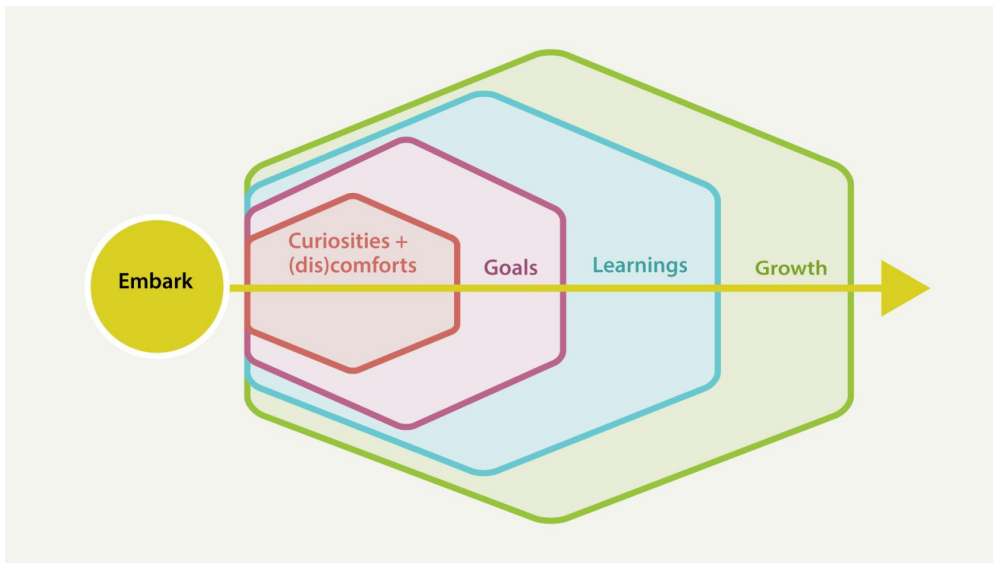 Embark
Curiosities +
(dis)comforts
Goals
Learnings
Growth